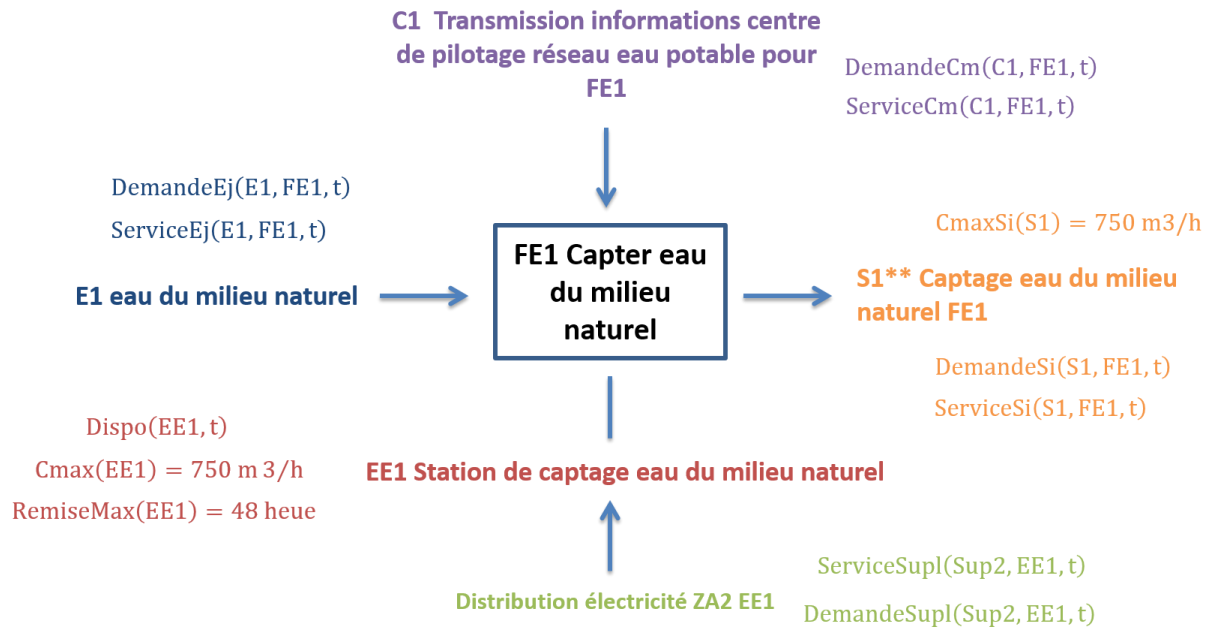 C1 Transmission informations centre
de pilotage réseau eau potable pour
FE1
DemandeCm(C1, FE1, t)
ServiceCm(C1, FE1, t)
DemandeEj(E1, FE1, t)
ServiceEj(E1, FE1, t)
E1 eau du milieu naturel
FE1 Capter eau
du milieu
naturel
CmaxSi(S1) = 750 m3/h
S1** Captage eau du milieu
naturel FE1
DemandeSi(S1, FE1, t)
ServiceSi(S1, FE1, t)
Dispo(EE1, t)
Cmax(EE1) = 750 m 3/h
RemiseMax(EE1) = 48 heue
EE1 Station de captage eau du milieu naturel
Distribution électricité ZA2 EE1
ServiceSupl(Sup2, EE1, t)
DemandeSupl(Sup2, EE1, t)